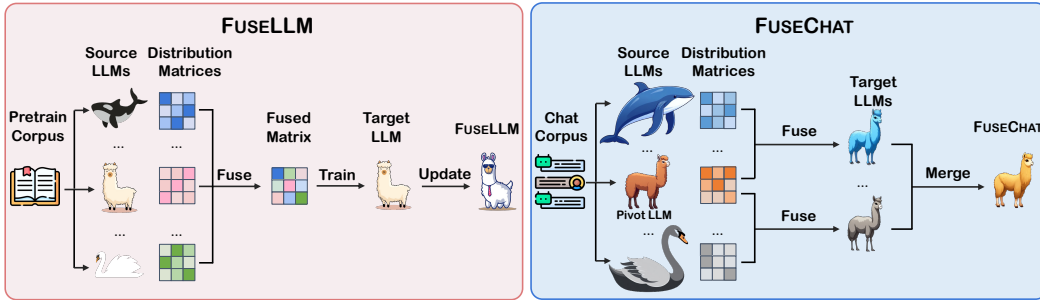 FUSELLM
Source
LLMs
Distribution
Matrices
Pretrain
Corpus
...
...
...
...
Fuse
Fused
Matrix
Train
Target
LLM
Update
FUSELLM
FUSECHAT
Source
LLMs
Distribution
Matrices
Chat
Corpus
...
...
Pivot LLM
...
...
Fuse
Fuse
Target
LLMs
...
Merge
FUSECHAT